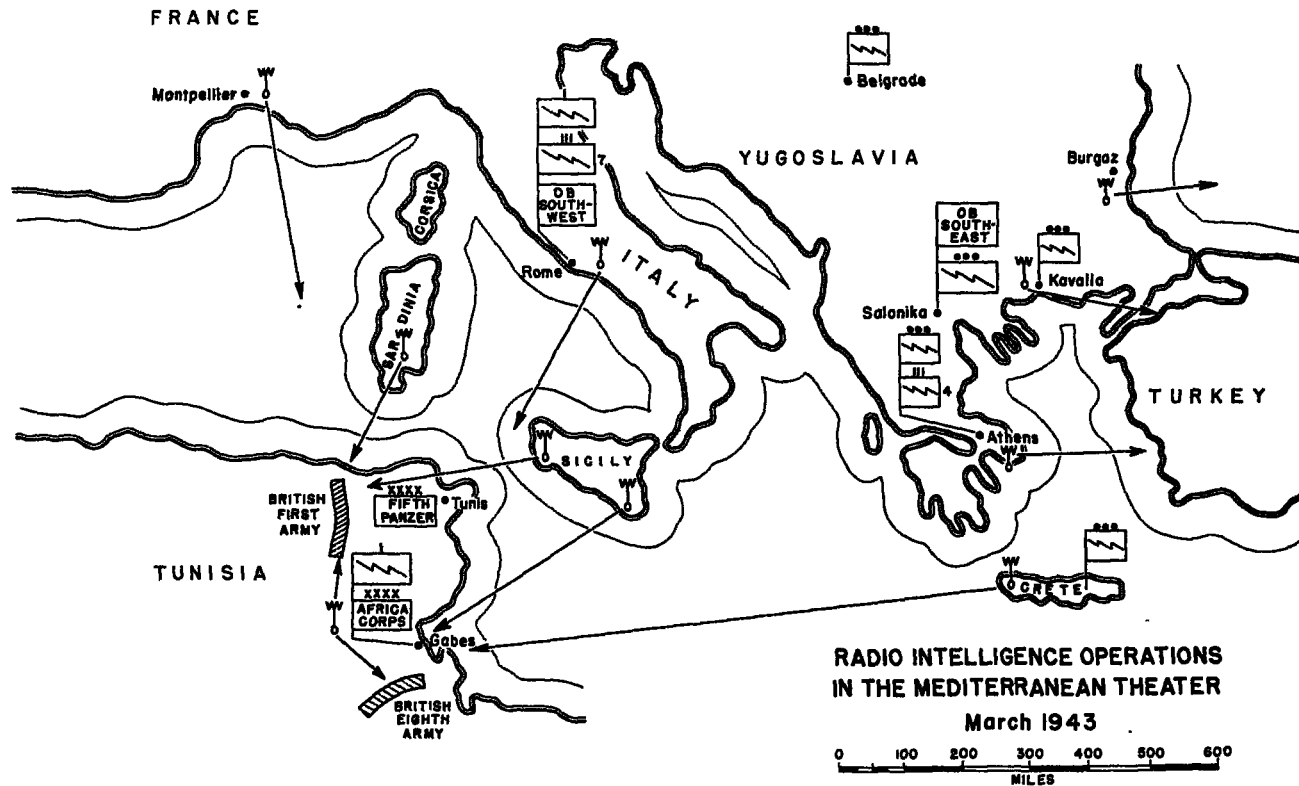 FRANCE
Montpellier
Belgrade
YUGOSLAVIA
Burgaz
CORSICA
7
OB
SOUTH-
WEST
OB
SOUTH-
EAST
Rome
ITALY
Kavalla
SARDINIA
Salonika
4
TURKEY
Athens
SICILY
BRITISH
FIRST
ARMY
XXXX
FIFTH
PANZER
Tunis
TUNISIA
XXXX
AFRICA
CORPS
CRETE
Gabes
BRITISH
EIGHTH
ARMY
RADIO INTELLIGENCE OPERATIONS
IN THE MEDITERRANEAN THEATER
March 1943
0 100 200 300 400 500 600
MILES